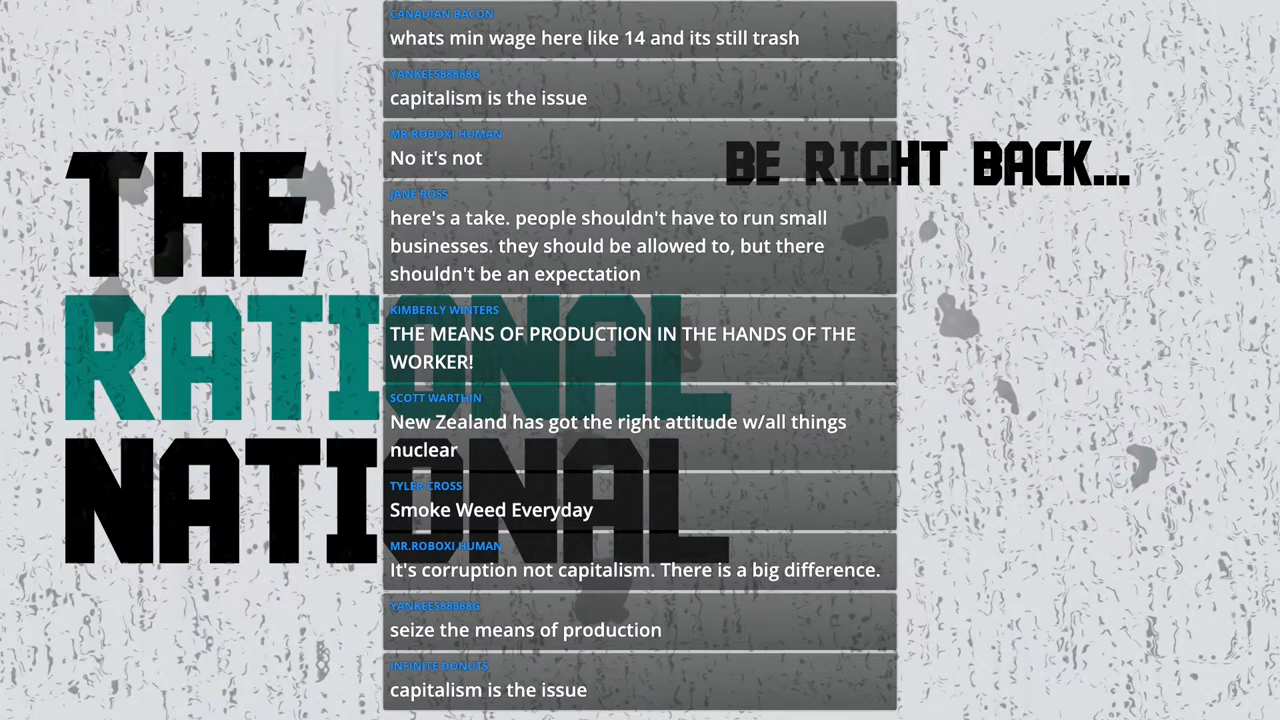 CANADIAN BACON
whats min wage here like 14 and its still trash
YANKEES88888G
capitalism is the issue
MR.ROBOXI HUMAN
No it's not
BE RIGHT BACK...
JANE ROSS
here's a take. people shouldn't have to run small
businesses. they should be allowed to, but there
shouldn't be an expectation
THE
RATIONAL
NATIONAL
KIMBERLY WINTERS
THE MEANS OF PRODUCTION IN THE HANDS OF THE
WORKER!
SCOTT WARTHIN
New Zealand has got the right attitude w/all things
nuclear
TYLER CROSS
Smoke Weed Everyday
MR.ROBOXI HUMAN
It's corruption not capitalism. There is a big difference.
YANKEES88888G
seize the means of production
INFINITE DONUTS
capitalism is the issue